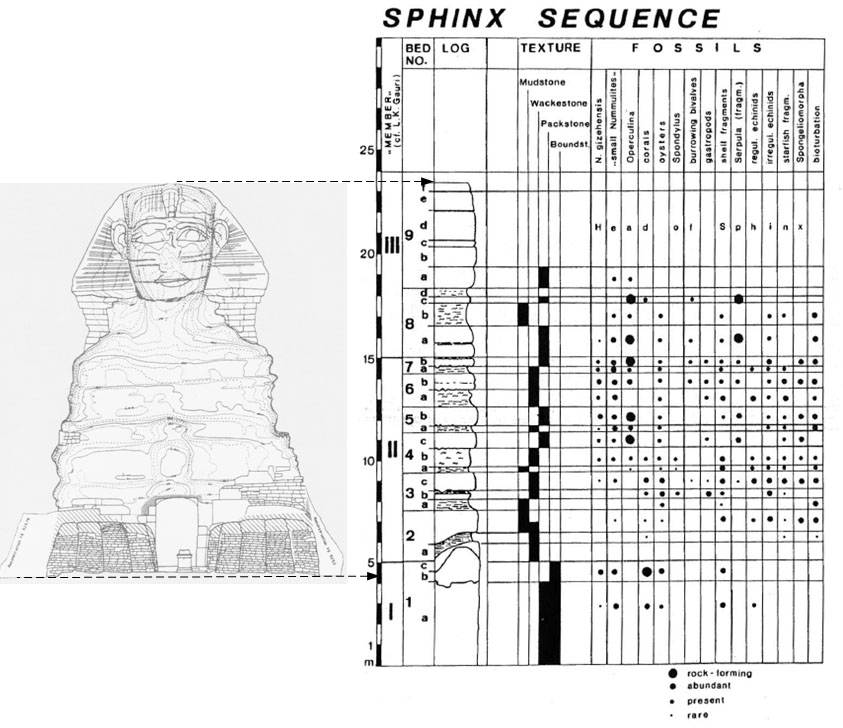 SPHINX SEQUENCE
BED NO.
LOG
TEXTURE
FOSSILS
"MEMBER"
(cf. L.K. Gauri)
Mudstone
Wackestone
Packstone
Boundst.
N. gizehensis
-small Nummulites-
Operculina
corals
oysters
Spondylus
burrowing bivalves
gastropods
shell fragments
Serpula (fragm.)
regul. echinids
irregul. echinids
starfish fragm.
Spongeliomorpha
bioturbation
25
20
15
10
5
1
m
III
II
I
9
f
e
d
c
b
a
Head of Sphinx
8
d
c
b
a
7
b
a
6
b
a
5
b
a
4
c
b
a
3
c
b
a
2
a
1
c
b
a
rock-forming
abundant
present
rare